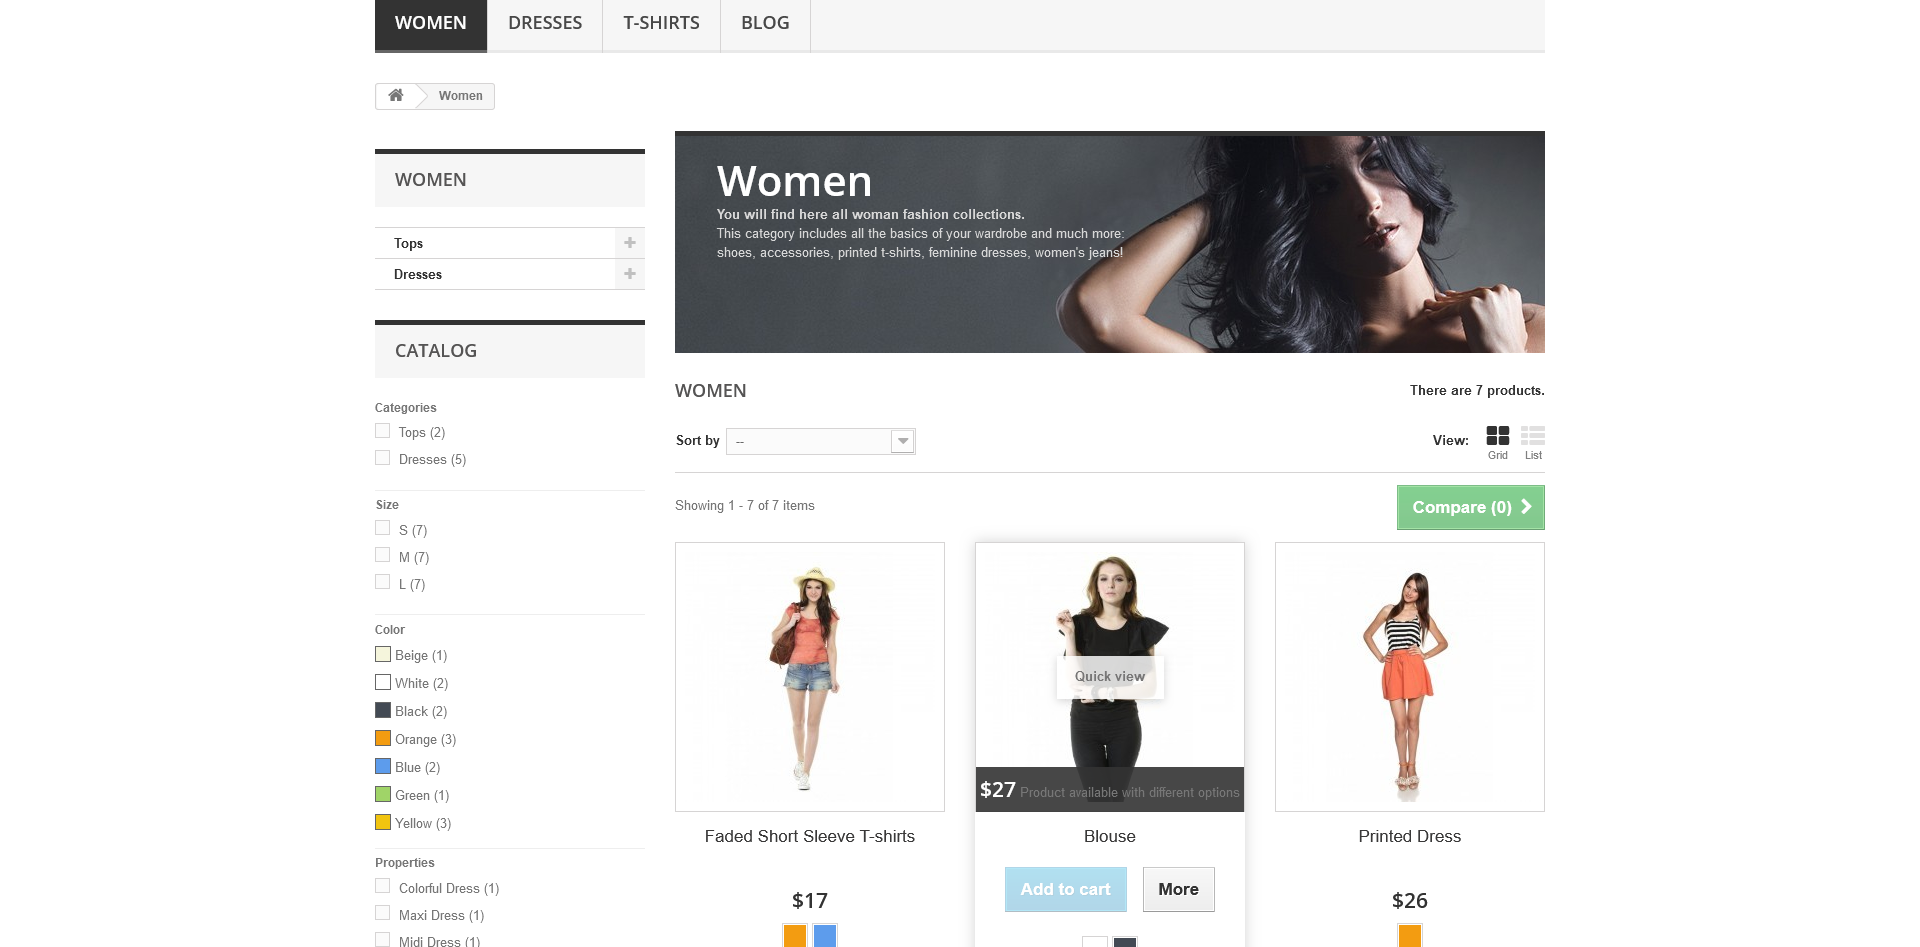 WOMEN
DRESSES
T-SHIRTS
BLOG
Women
WOMEN
Tops
Dresses
CATALOG
Categories
Tops (2)
Dresses (5)
Size
S (7)
M (7)
L (7)
Color
Beige (1)
White (2)
Black (2)
Orange (3)
Blue (2)
Green (1)
Yellow (3)
Properties
Colorful Dress (1)
Maxi Dress (1)
Midi Dress (1)
Women
You will find here all woman fashion collections.
This category includes all the basics of your wardrobe and much more:
shoes, accessories, printed t-shirts, feminine dresses, women's jeans!
WOMEN
There are 7 products.
Sort by
--
View:
Grid
List
Showing 1 - 7 of 7 items
Compare (0)
Faded Short Sleeve T-shirts
$17
Quick view
$27 Product available with different options
Blouse
Add to cart
More
Printed Dress
$26